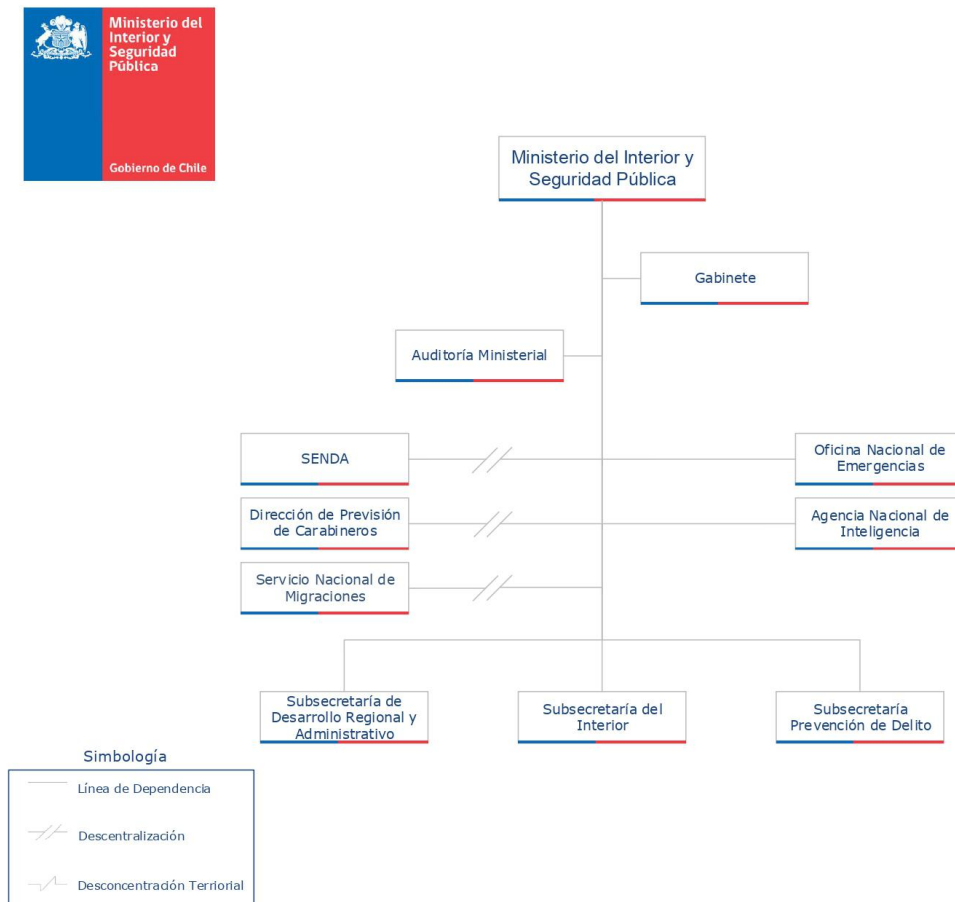 Ministerio del
Interior y
Seguridad
Pública
Gobierno de Chile
Ministerio del Interior y
Seguridad Pública
Gabinete
Auditoría Ministerial
SENDA
Oficina Nacional de
Emergencias
Dirección de Previsión
de Carabineros
Agencia Nacional de
Inteligencia
Servicio Nacional de
Migraciones
Subsecretaría de
Desarrollo Regional y
Administrativo
Subsecretaría del
Interior
Subsecretaría
Prevención de Delito
Simbología
Línea de Dependencia
Descentralización
Desconcentración Terriorial